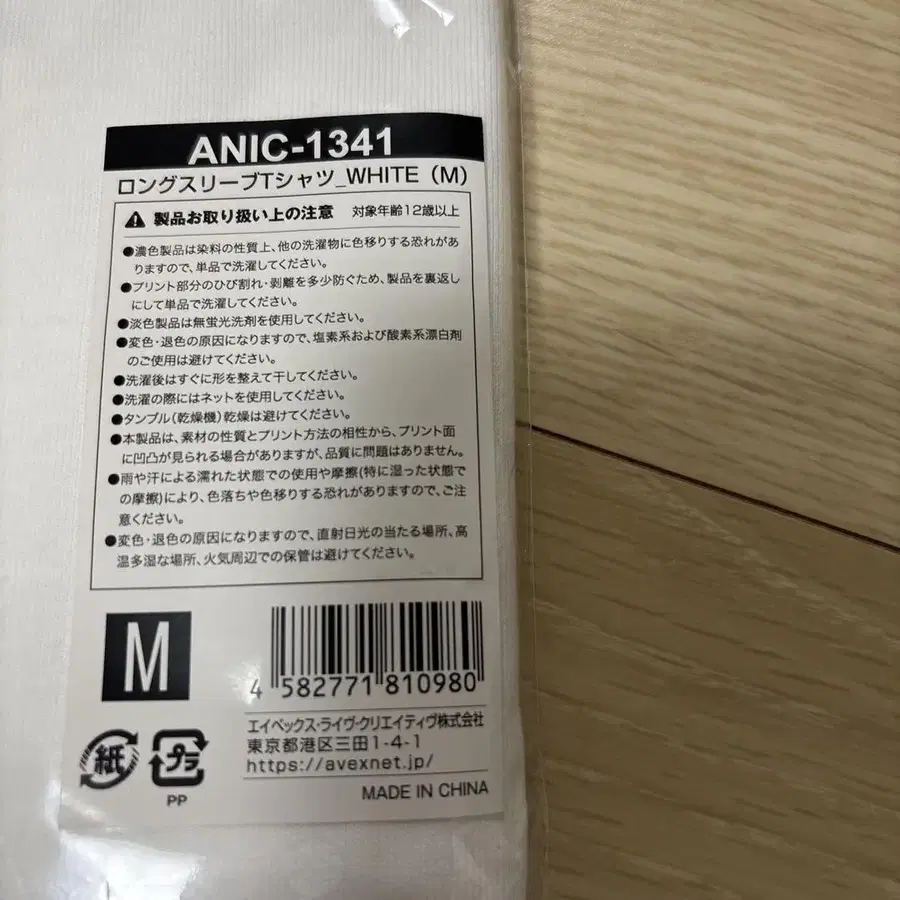 ANIC-1341
ロングスリーブTシャツ_WHITE（M）
製品お取り扱い上の注意 対象年齢12歳以上
●濃色製品は染料の性質上、他の洗濯物に色移りする恐れがあ
りますので、単品で洗濯してください。
●プリント部分のひび割れ・剥離を多少防ぐため、製品を裏返し
にして単品で洗濯してください。
●淡色製品は無蛍光洗剤を使用してください。
●変色・退色の原因になりますので、塩素系および酸素系漂白剤
のご使用は避けてください。
●洗濯後はすぐに形を整えて干してください。
●洗濯の際にはネットを使用してください。
●タンブル（乾燥機）乾燥は避けてください。
●本製品は、素材の性質とプリント方法の相性から、プリント面
に凹凸が見られる場合がありますが、品質に問題はありません。
●雨や汗による濡れた状態での使用や摩擦(特に湿った状態で
の摩擦)により、色落ちや色移りする恐れがありますので、ご注
意ください。
●変色・退色の原因になりますので、直射日光の当たる場所、高
温多湿な場所、火気周辺での保管は避けてください。
M
4 582771 810980
エイベックス・ライヴ・クリエイティヴ株式会社
東京都港区三田1-4-1
https://avexnet.jp/
紙 プラ
PP
MADE IN CHINA